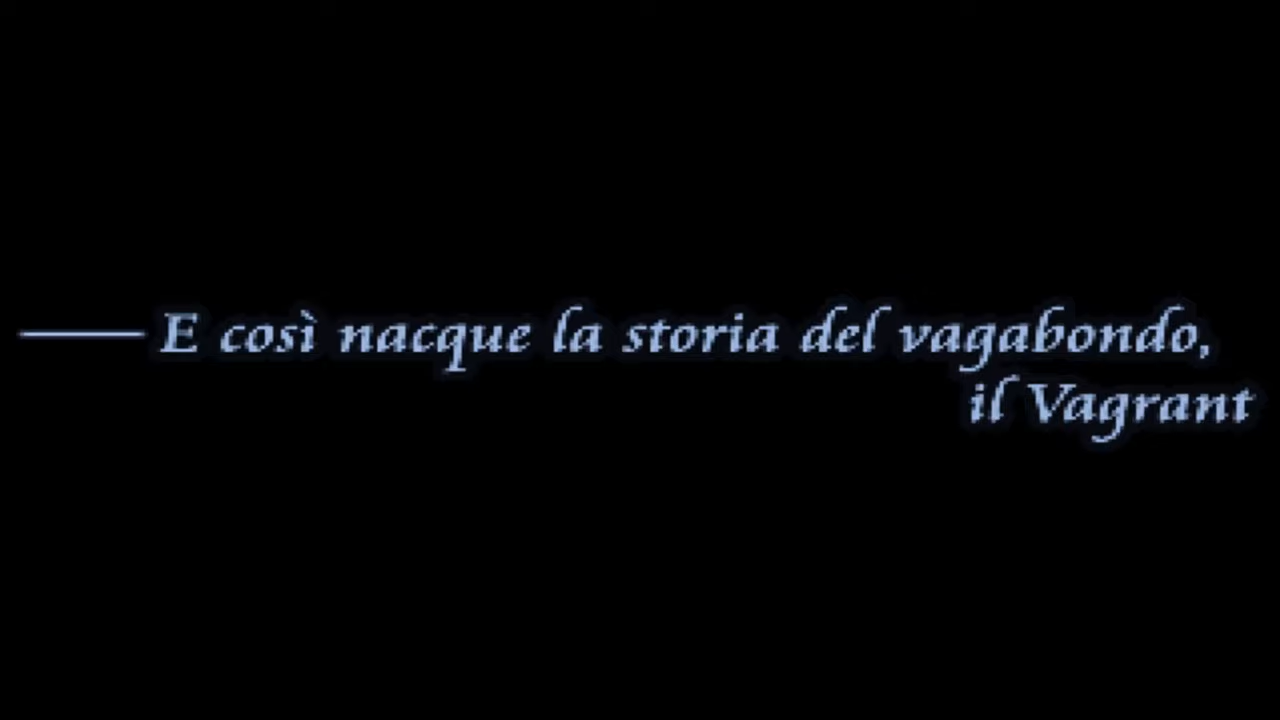 ——E così nacque la storia del vagabondo,
il Vagrant